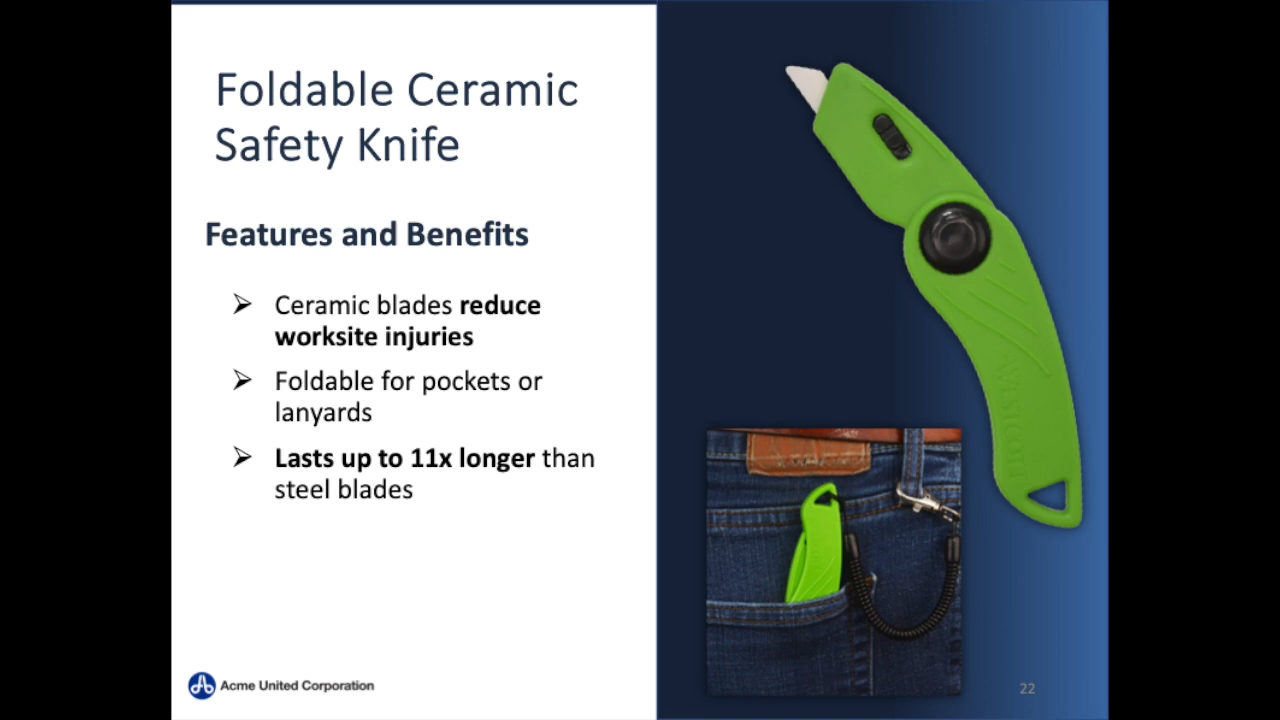 Foldable Ceramic
Safety Knife
Features and Benefits
➢ Ceramic blades reduce
worksite injuries
➢ Foldable for pockets or
lanyards
➢ Lasts up to 11x longer than
steel blades
WESTCOTT
Acme United Corporation
22